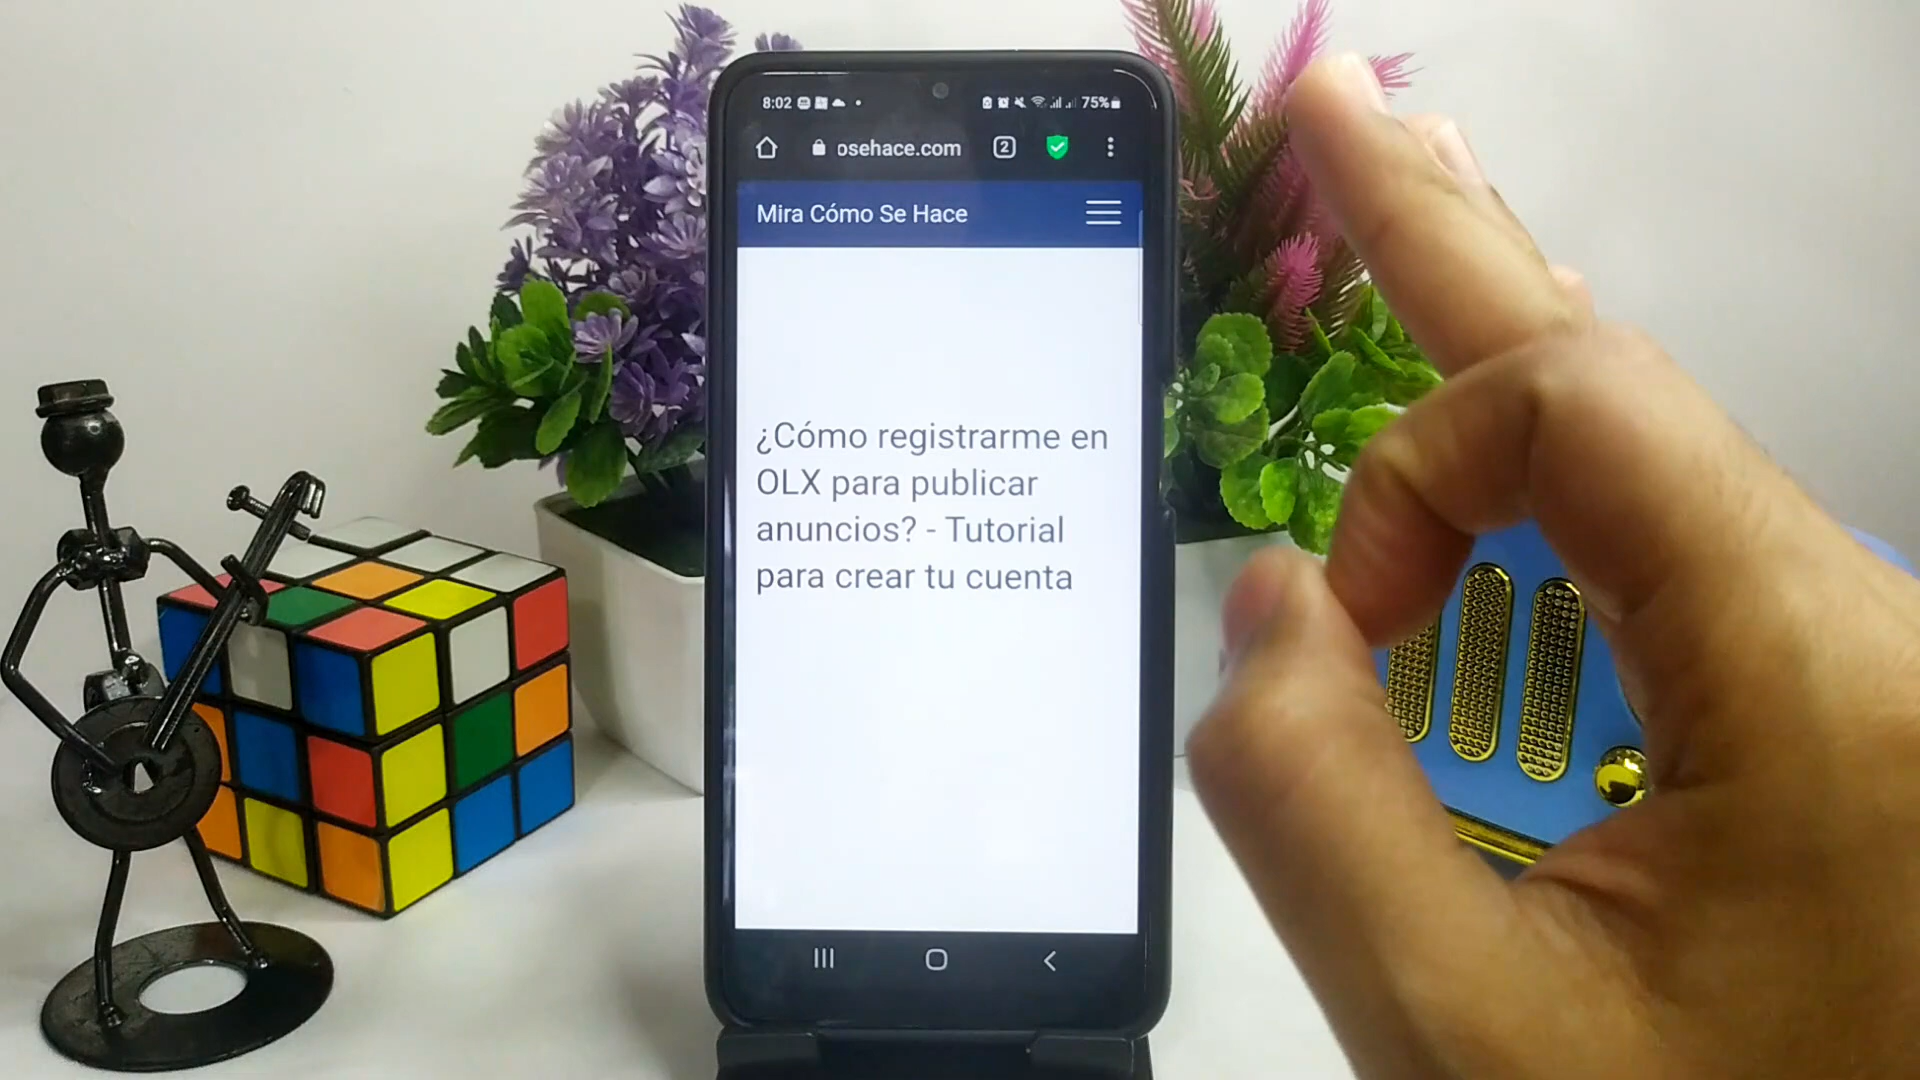 8:02
75%
osehace.com
2
Mira Cómo Se Hace
¿Cómo registrarme en
OLX para publicar
anuncios? - Tutorial
para crear tu cuenta